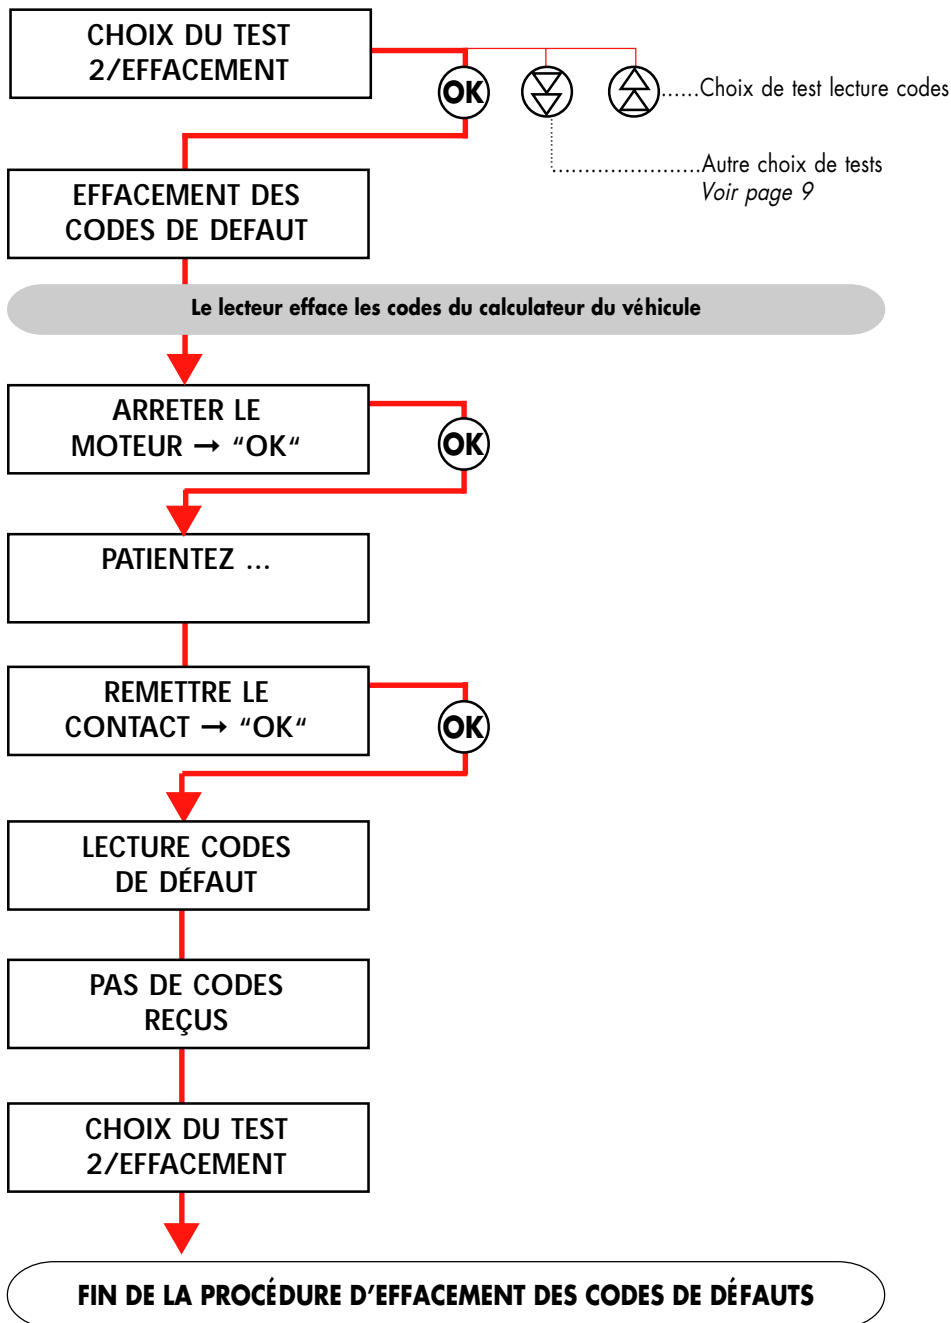 CHOIX DU TEST
2/EFFACEMENT
OK
......Choix de test lecture codes
......................Autre choix de tests
Voir page 9
EFFACEMENT DES
CODES DE DEFAUT
Le lecteur efface les codes du calculateur du véhicule
ARRETER LE
MOTEUR → “OK“
OK
PATIENTEZ ...
REMETTRE LE
CONTACT → “OK“
OK
LECTURE CODES
DE DÉFAUT
PAS DE CODES
REÇUS
CHOIX DU TEST
2/EFFACEMENT
FIN DE LA PROCÉDURE D’EFFACEMENT DES CODES DE DÉFAUTS